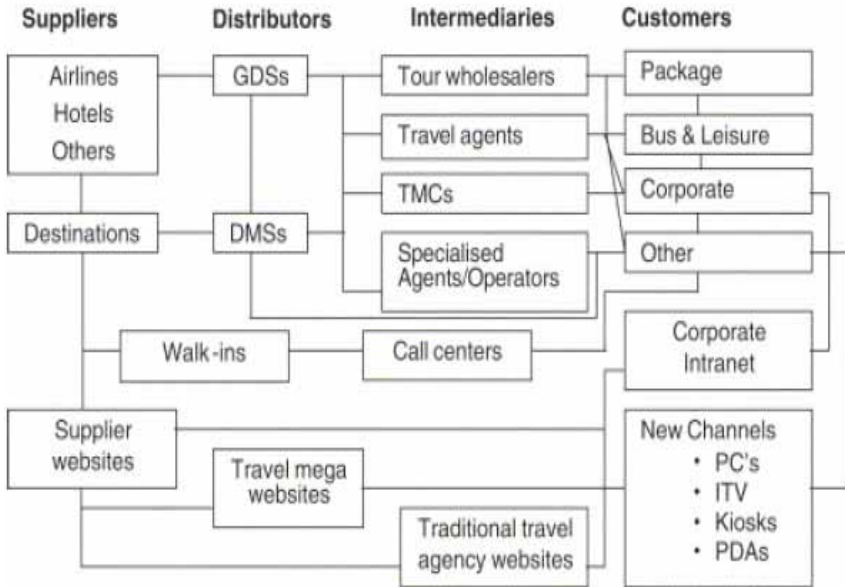 Suppliers
Distributors
Intermediaries
Customers
Airlines
Hotels
Others
GDSs
Tour wholesalers
Package
Travel agents
Bus & Leisure
TMCs
Corporate
Destinations
DMSs
Specialised
Agents/Operators
Other
Walk-ins
Call centers
Corporate
Intranet
Supplier
websites
Travel mega
websites
Traditional travel
agency websites
New Channels
• PC's
• ITV
• Kiosks
• PDAs